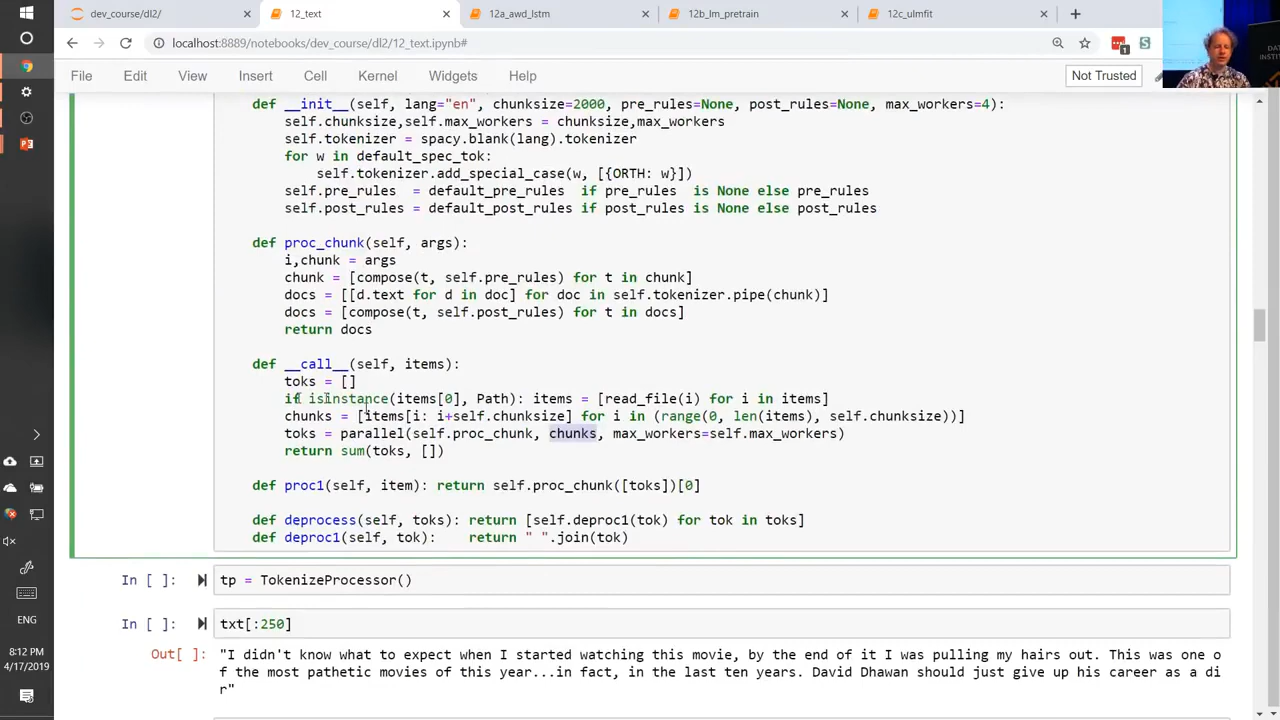 dev_course/dl2/
12_text
12a_awd_lstm
12b_lm_pretrain
12c_ulmfit
localhost:8889/notebooks/dev_course/dl2/12_text.ipynb#
File Edit View Insert Cell Kernel Widgets Help
Not Trusted
def __init__(self, lang="en", chunksize=2000, pre_rules=None, post_rules=None, max_workers=4):
self.chunksize,self.max_workers = chunksize,max_workers
self.tokenizer = spacy.blank(lang).tokenizer
for w in default_spec_tok:
self.tokenizer.add_special_case(w, [{ORTH: w}])
self.pre_rules  = default_pre_rules  if pre_rules  is None else pre_rules
self.post_rules = default_post_rules if post_rules is None else post_rules
def proc_chunk(self, args):
i,chunk = args
chunk = [compose(t, self.pre_rules) for t in chunk]
docs = [[d.text for d in doc] for doc in self.tokenizer.pipe(chunk)]
docs = [compose(t, self.post_rules) for t in docs]
return docs
def __call__(self, items):
toks = []
if isinstance(items[0], Path): items = [read_file(i) for i in items]
chunks = [items[i: i+self.chunksize] for i in (range(0, len(items), self.chunksize))]
toks = parallel(self.proc_chunk, chunks, max_workers=self.max_workers)
return sum(toks, [])
def proc1(self, item): return self.proc_chunk([toks])[0]
def deprocess(self, toks): return [self.deproc1(tok) for tok in toks]
def deproc1(self, tok):    return " ".join(tok)
In [ ]: tp = TokenizeProcessor()
In [ ]: txt[:250]
Out[ ]: "I didn't know what to expect when I started watching this movie, by the end of it I was pulling my hairs out. This was one o
f the most pathetic movies of this year...in fact, in the last ten years. David Dhawan should just give up his career as a di
r"
ENG
8:12 PM
4/17/2019